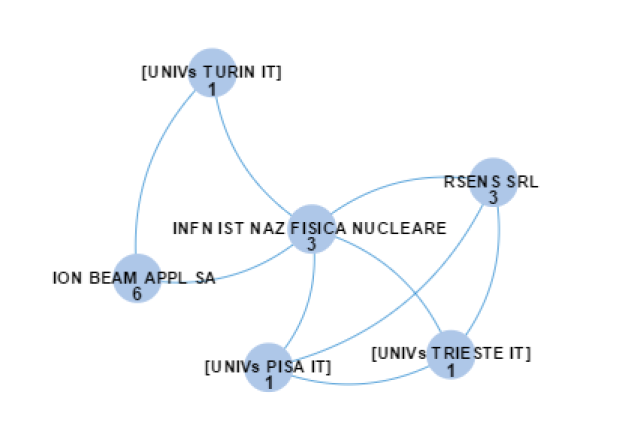 [UNIVs TURIN IT]
1
RSENS SRL
3
INFN IST NAZ FISICA NUCLEARE
3
ION BEAM APPL SA
6
[UNIVs TRIESTE IT]
1
[UNIVs PISA IT]
1